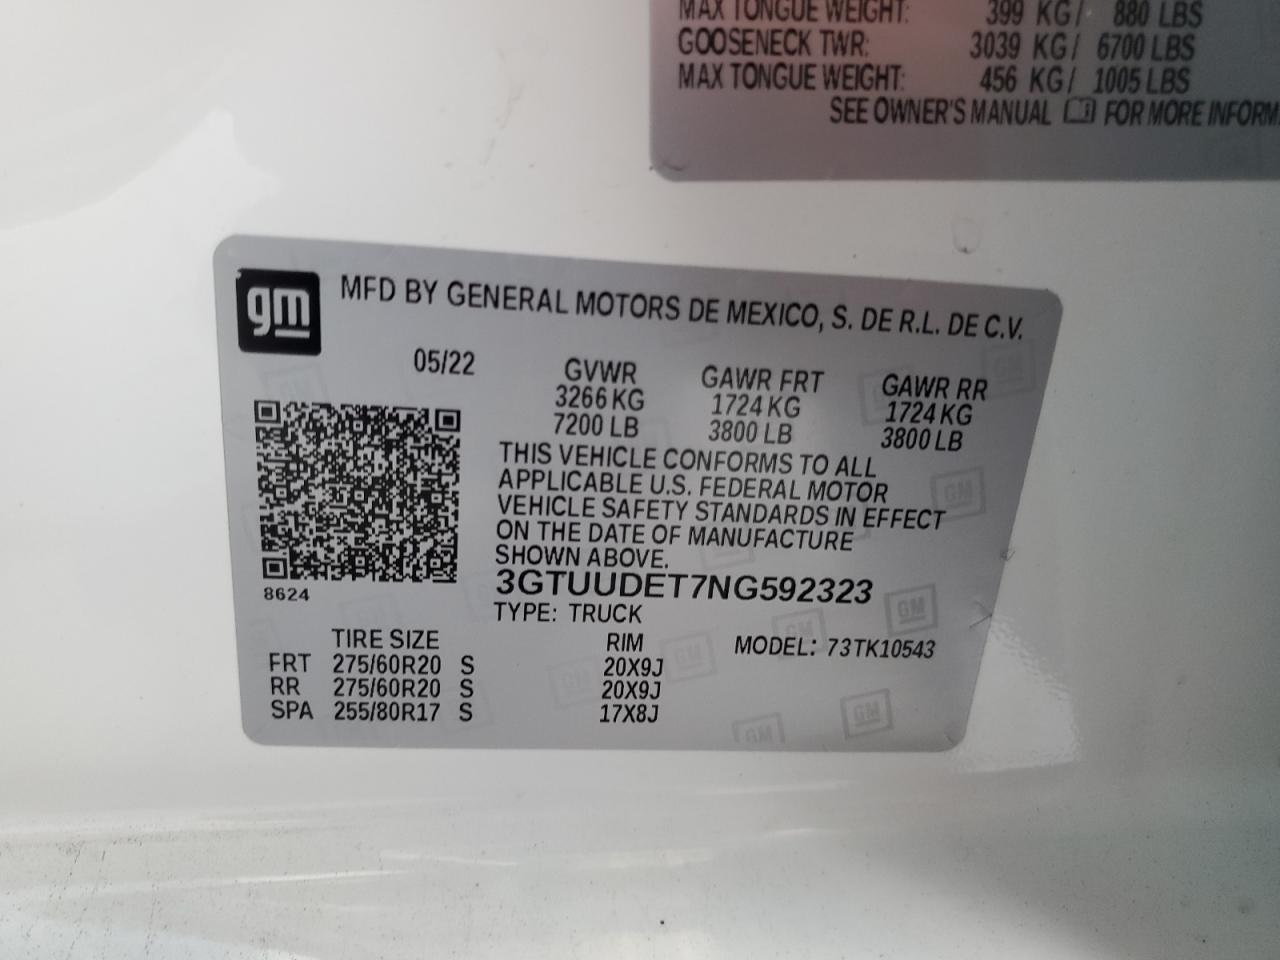 MAX TONGUE WEIGHT: 399 KG/ 880 LBS
GOOSENECK TWR: 3039 KG/ 6700 LBS
MAX TONGUE WEIGHT: 456 KG/ 1005 LBS
SEE OWNER'S MANUAL FOR MORE INFORM
gm
MFD BY GENERAL MOTORS DE MEXICO, S. DE R.L. DE C.V.
05/22 GVWR GAWR FRT GAWR RR
3266 KG 1724 KG 1724 KG
7200 LB 3800 LB 3800 LB
THIS VEHICLE CONFORMS TO ALL
APPLICABLE U.S. FEDERAL MOTOR
VEHICLE SAFETY STANDARDS IN EFFECT
ON THE DATE OF MANUFACTURE
SHOWN ABOVE.
8624
3GTUUDET7NG592323
TYPE: TRUCK
TIRE SIZE RIM MODEL: 73TK10543
FRT 275/60R20 S 20X9J
RR 275/60R20 S 20X9J
SPA 255/80R17 S 17X8J